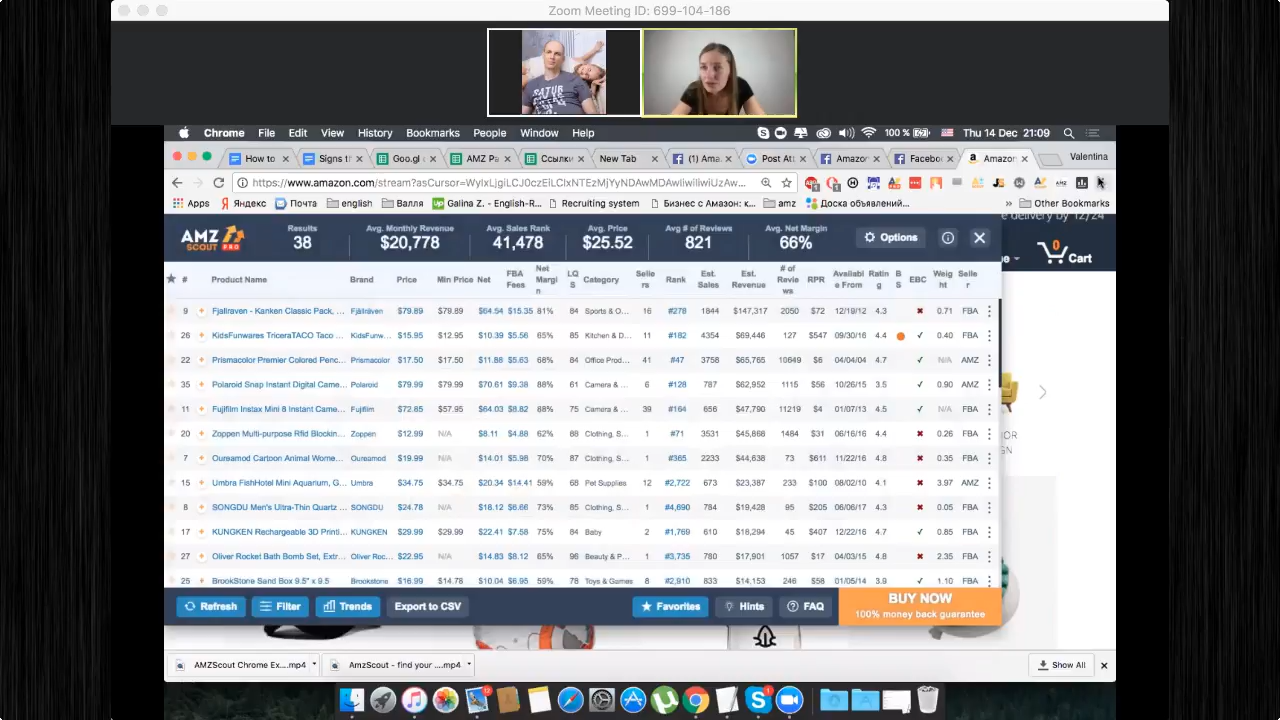 Zoom Meeting ID: 699-104-186
SATUR
Chrome File Edit View History Bookmarks People Window Help 100 % Thu 14 Dec 21:09
How to Signs t Goo.gl AMZ Pa Ссылки New Tab (1) Ama. Post Att Amazon Faceboo Amazon Valentina
https://www.amazon.com/stream?asCursor=
Apps Яндекс Почта english Валля Galina Z. - English-R... Recruiting system Бизнес с Амазон: к... amz Доска объявлений... » Other Bookmarks
delivery by 12/24
AMZ SCOUT PRO
Results Avg. Monthly Revenue Avg. Sales Rank Avg. Price Avg # of Reviews Avg. Net Margin
38 $20,778 41,478 $25.52 821 66%
Options
0
Cart
# Product Name Brand Price Min Price Net FBA Fees Net Margin LQS Category Sellers Rank Est. Sales Est. Revenue # of Reviews RPR Available From Rating BS EBC Weight Seller
9 Fjallraven - Kanken Classic Pack, ... Fjällräven $79.89 $79.89 $64.54 $15.35 81% 84 Sports & O... 16 #278 1844 $147,317 2050 $72 12/19/12 4.3 0.71 FBA
26 KidsFunwares TriceraTACO Taco ... KidsFunw... $15.95 $12.95 $10.39 $5.56 65% 85 Kitchen & D... 11 #182 4354 $69,446 127 $547 09/30/16 4.4 0.40 FBA
22 Prismacolor Premier Colored Penc... Prismacolor $17.50 $17.50 $11.88 $5.63 68% 84 Office Prod... 41 #47 3758 $65,765 10649 $6 04/04/04 4.7 N/A AMZ
35 Polaroid Snap Instant Digital Came... Polaroid $79.99 $79.99 $70.61 $9.38 88% 61 Camera & ... 6 #128 787 $62,952 1115 $56 10/26/15 3.5 0.90 AMZ
11 Fujifilm Instax Mini 8 Instant Came... Fujifilm $72.85 $57.95 $64.03 $8.82 88% 75 Camera & ... 39 #164 656 $47,790 11219 $4 01/07/13 4.5 N/A FBA
20 Zoppen Multi-purpose Rfid Blockin... Zoppen $12.99 N/A $8.11 $4.88 62% 88 Clothing, S... 1 #71 3531 $45,868 1484 $31 06/16/16 4.4 0.26 FBA
7 Oureamod Cartoon Animal Wome... Oureamod $19.99 N/A $14.01 $5.98 70% 87 Clothing, S... 1 #365 2233 $44,638 73 $611 11/22/16 4.8 0.35 FBA
15 Umbra FishHotel Mini Aquarium, G... Umbra $34.75 $34.75 $20.34 $14.41 59% 68 Pet Supplies 12 #2,722 673 $23,387 233 $100 08/02/10 4.1 3.97 AMZ
8 SONGDU Men's Ultra-Thin Quartz ... SONGDU $24.78 N/A $18.12 $6.66 73% 85 Clothing, S... 1 #4,690 784 $19,428 95 $205 06/06/17 4.3 0.05 FBA
17 KUNGKEN Rechargeable 3D Printi... KUNGKEN $29.99 $29.99 $22.41 $7.58 75% 84 Baby 2 #1,769 610 $18,294 45 $407 12/22/16 4.7 0.85 FBA
27 Oliver Rocket Bath Bomb Set, Ext... Oliver Roc... $22.95 N/A $14.83 $8.12 65% 96 Beauty & P... 1 #3,735 780 $17,901 1057 $17 04/03/15 4.8 2.35 FBA
25 BrookStone Sand Box 9.5" x 9.5 Brookstone $16.99 $14.78 $10.04 $6.95 59% 78 Toys & Games 8 #2,910 833 $14,153 246 $58 01/05/14 3.9 1.10 FBA
Refresh Filter Trends Export to CSV Favorites Hints FAQ BUY NOW
100% money back guarantee
AMZScout Chrome Ex....mp4 AmzScout - find your ....mp4 Show All